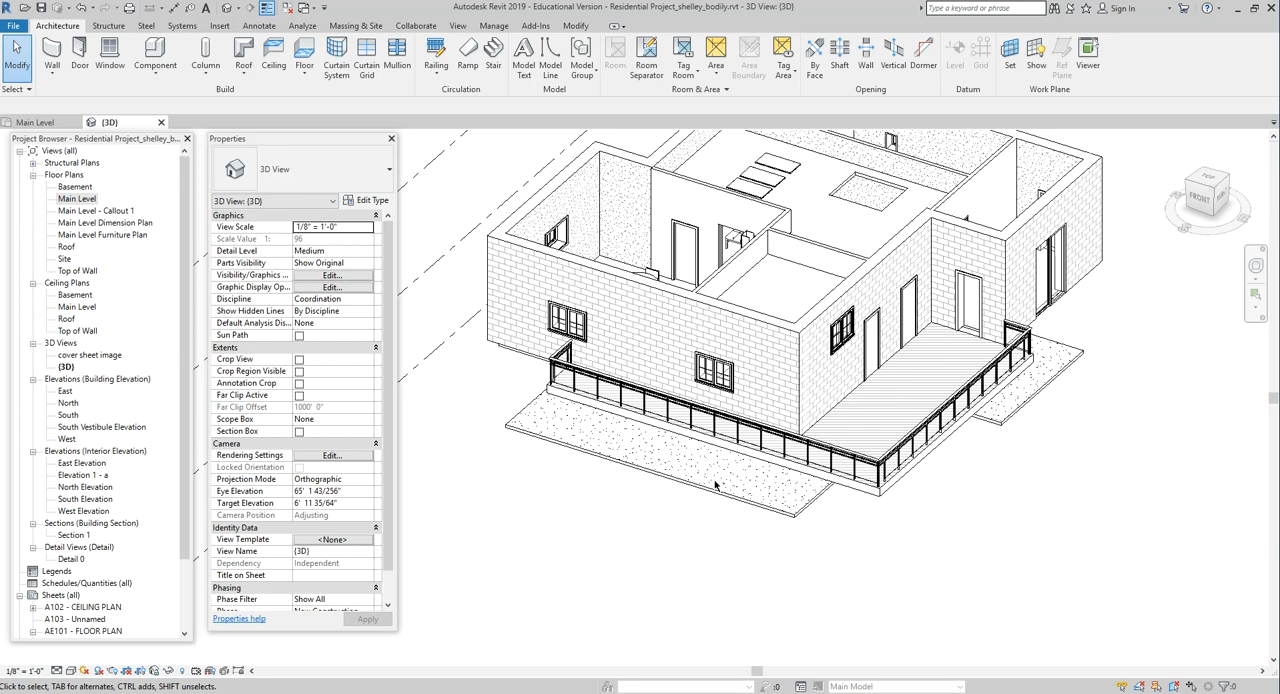 Autodesk Revit 2019 - Educational Version - Residential Project_shelley_bodily.rvt - 3D View: {3D}
Type a keyword or phrase
Sign In
File Architecture Structure Steel Systems Insert Annotate Analyze Massing & Site Collaborate View Manage Add-Ins Modify
Modify Wall Door Window Component Column Roof Ceiling Floor Curtain System Curtain Grid Mullion Railing Ramp Stair Model Text Model Line Model Group Room Room Separator Tag Room Area Area Boundary Tag Area By Face Shaft Wall Vertical Dormer Level Grid Set Show Ref Plane Viewer
Select Build Circulation Model Room & Area Opening Datum Work Plane
Main Level {3D}
Project Browser - Residential Project_shelley_b...
Views (all)
Structural Plans
Floor Plans
Basement
Main Level
Main Level - Callout 1
Main Level Dimension Plan
Main Level Furniture Plan
Roof
Site
Top of Wall
Ceiling Plans
Basement
Main Level
Roof
Top of Wall
3D Views
cover sheet image
{3D}
Elevations (Building Elevation)
East
North
South
South Vestibule Elevation
West
Elevations (Interior Elevation)
East Elevation
Elevation 1 - a
North Elevation
South Elevation
West Elevation
Sections (Building Section)
Section 1
Detail Views (Detail)
Detail 0
Legends
Schedules/Quantities (all)
Sheets (all)
A102 - CEILING PLAN
A103 - Unnamed
AE101 - FLOOR PLAN
Properties
3D View
3D View: {3D} Edit Type
Graphics
View Scale 1/8" = 1'-0"
Scale Value 1: 96
Detail Level Medium
Parts Visibility Show Original
Visibility/Graphics ... Edit...
Graphic Display Op... Edit...
Discipline Coordination
Show Hidden Lines By Discipline
Default Analysis Dis... None
Sun Path
Extents
Crop View
Crop Region Visible
Annotation Crop
Far Clip Active
Far Clip Offset 1000' 0"
Scope Box None
Section Box
Camera
Rendering Settings Edit...
Locked Orientation
Projection Mode Orthographic
Eye Elevation 65' 1 43/256"
Target Elevation 6' 11 35/64"
Camera Position Adjusting
Identity Data
View Template <None>
View Name {3D}
Dependency Independent
Title on Sheet
Phasing
Phase Filter Show All
Phase New Construction
Properties help Apply
TOP
FRONT
1/8" = 1'-0"
Click to select, TAB for alternates, CTRL adds, SHIFT unselects.
:0
Main Model
:0